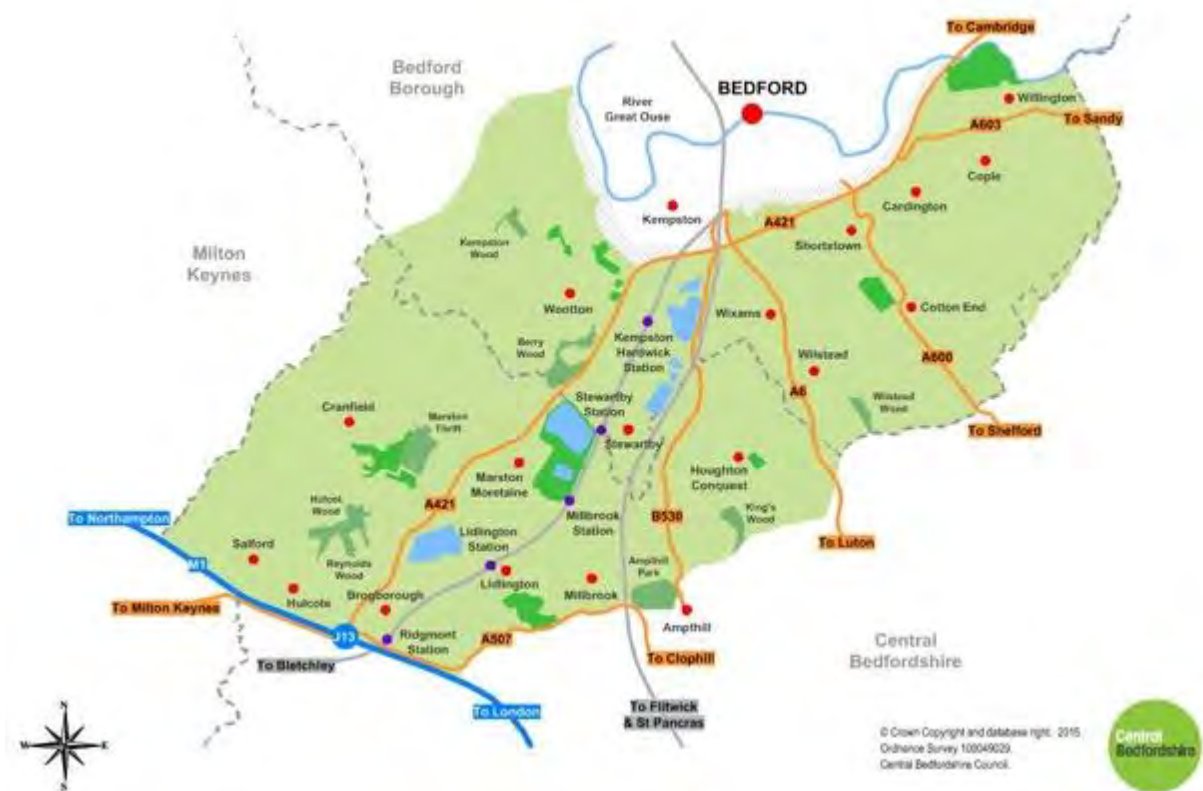 To Cambridge
Bedford
Borough
River
Great Ouse
BEDFORD
Willington
A603
To Sandy
Cople
Cardington
Kempston
A421
Shortstown
Kempston
Wood
Milton
Keynes
Wootton
Kempston
Hardwick
Station
Wixams
Cotton End
Berry
Wood
Wilstead
A600
A6
Stewartby
Station
Wilstead
Wood
Cranfield
Marston
Thrift
Stewartby
To Shefford
Marston
Moretaine
Houghton
Conquest
A421
Holcot
Wood
Millbrook
Station
B530
King's
Wood
To Northampton
Lidlington
Station
To Luton
Salford
M1
Reynolds
Wood
Ampthill
Park
Lidlington
Millbrook
Hulcote
Brogborough
To Milton Keynes
Ampthill
J13
Ridgmont
Station
A507
Central
Bedfordshire
To Bletchley
To Clophill
To London
To Flitwick
& St Pancras
N
W
E
S
© Crown Copyright and database right. 2015
Ordnance Survey 100049029.
Central Bedfordshire Council.
Central
Bedfordshire